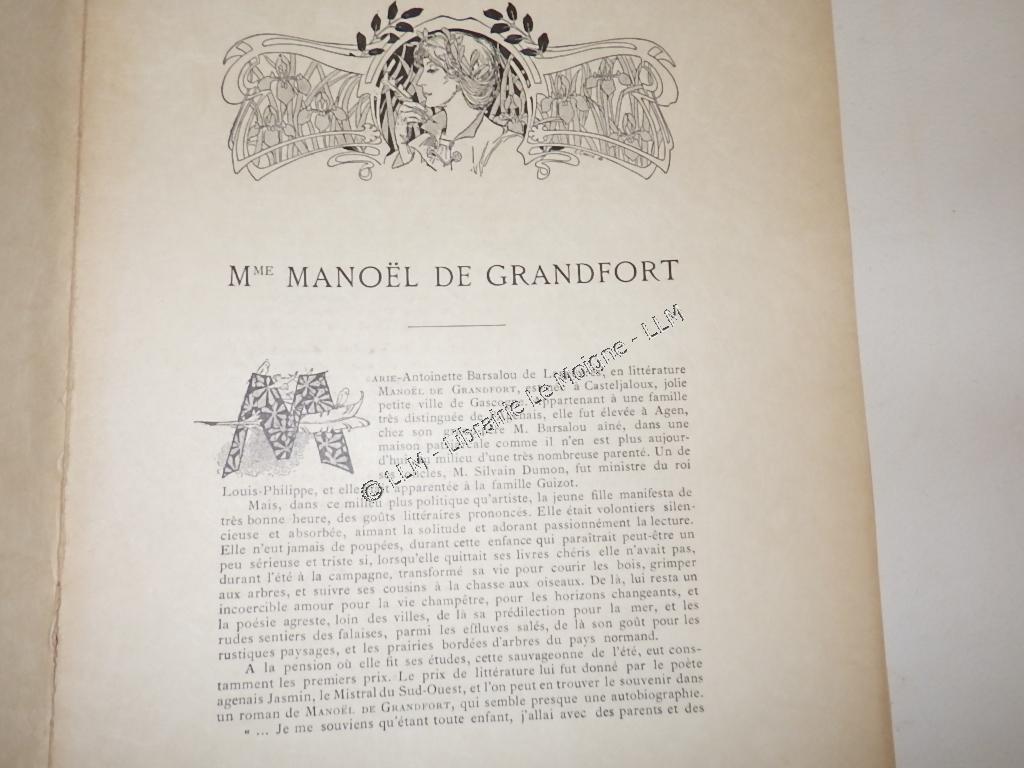 Mme MANOËL DE GRANDFORT
MARIE-Antoinette Barsalou de L, en littérature
MANOËL DE GRANDFORT, est née à Casteljaloux, jolie
petite ville de Gascogne. Appartenant à une famille
très distinguée de l'Agenais, elle fut élevée à Agen,
chez son grand-père M. Barsalou aîné, dans une
maison patriarcale comme il n'en est plus aujour-
d'hui, au milieu d'une très nombreuse parenté. Un de
ses oncles, M. Silvain Dumon, fut ministre du roi
Louis-Philippe, et elle est apparentée à la famille Guizot.
Mais, dans ce milieu plus politique qu'artiste, la jeune fille manifesta de
très bonne heure, des goûts littéraires prononcés. Elle était volontiers silen-
cieuse et absorbée, aimant la solitude et adorant passionnément la lecture.
Elle n'eut jamais de poupées, durant cette enfance qui paraîtrait peut-être un
peu sérieuse et triste si, lorsqu'elle quittait ses livres chéris elle n'avait pas,
durant l'été à la campagne, transformé sa vie pour courir les bois, grimper
aux arbres, et suivre ses cousins à la chasse aux oiseaux. De là, lui resta un
incoercible amour pour la vie champêtre, pour les horizons changeants, et
la poésie agreste, loin des villes, de là sa prédilection pour la mer, et les
rudes sentiers des falaises, parmi les effluves salés, de là son goût pour les
rustiques paysages, et les prairies bordées d'arbres du pays normand.
A la pension où elle fit ses études, cette sauvageonne de l'été, eut cons-
tamment les premiers prix. Le prix de littérature lui fut donné par le poète
agenais Jasmin, le Mistral du Sud-Ouest, et l'on peut en trouver le souvenir dans
un roman de MANOËL DE GRANDFORT, qui semble presque une autobiographie.
" ... Je me souviens qu'étant toute enfant, j'allai avec des parents et des
© LLM - Librairie Le Moigne - LLM